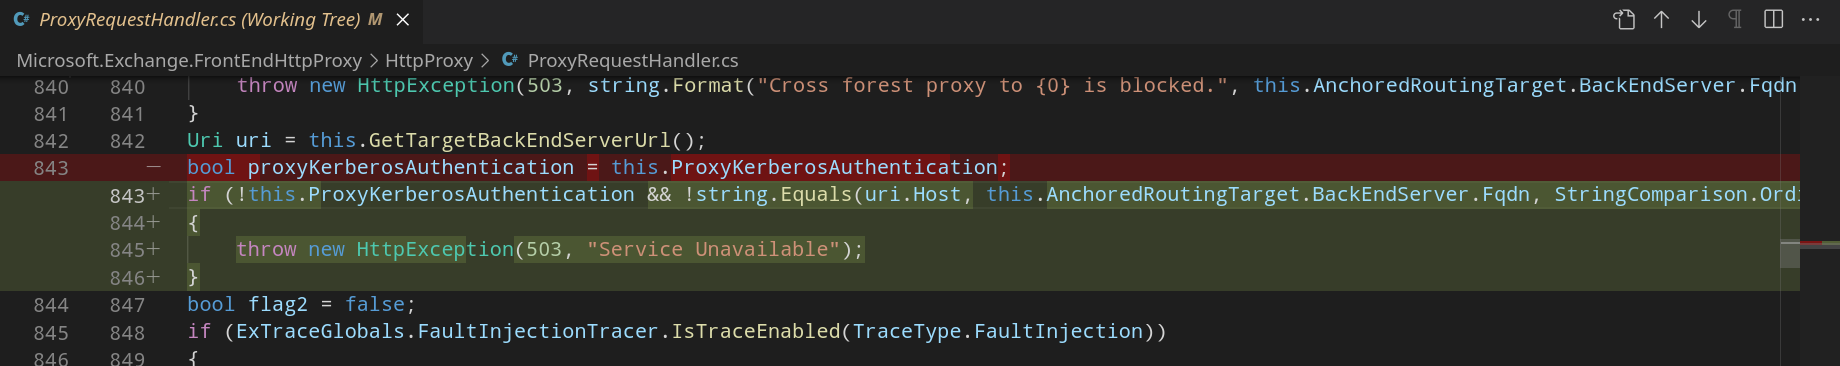 C# ProxyRequestHandler.cs (Working Tree) M
Microsoft.Exchange.FrontEndHttpProxy > HttpProxy > C# ProxyRequestHandler.cs
840 840 throw new HttpException(503, string.Format("Cross forest proxy to {0} is blocked.", this.AnchoredRoutingTarget.BackEndServer.Fqdn
841 841 }
842 842 Uri uri = this.GetTargetBackEndServerUrl();
843 — bool proxyKerberosAuthentication = this.ProxyKerberosAuthentication;
843+ if (!this.ProxyKerberosAuthentication && !string.Equals(uri.Host, this.AnchoredRoutingTarget.BackEndServer.Fqdn, StringComparison.Ord
844+ {
845+ throw new HttpException(503, "Service Unavailable");
846+ }
844 847 bool flag2 = false;
845 848 if (ExTraceGlobals.FaultInjectionTracer.IsTraceEnabled(TraceType.FaultInjection))
846 849 {